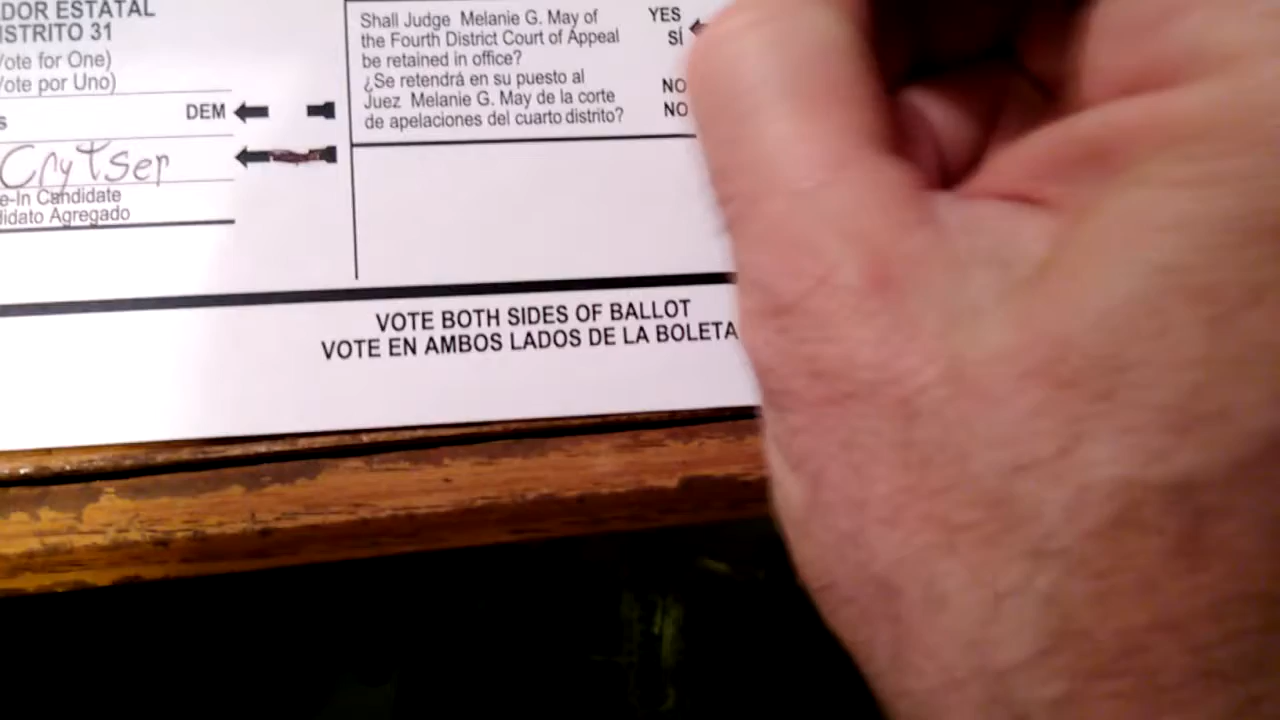 DOR ESTATAL
ISTRITO 31
Vote for One)
Vote por Uno)
DEM
CryTser
e-In Candidate
didato Agregado
Shall Judge Melanie G. May of
the Fourth District Court of Appeal
be retained in office?
¿Se retendrá en su puesto al
Juez Melanie G. May de la corte
de apelaciones del cuarto distrito?
YES
SÍ
NO
NO
VOTE BOTH SIDES OF BALLOT
VOTE EN AMBOS LADOS DE LA BOLETA